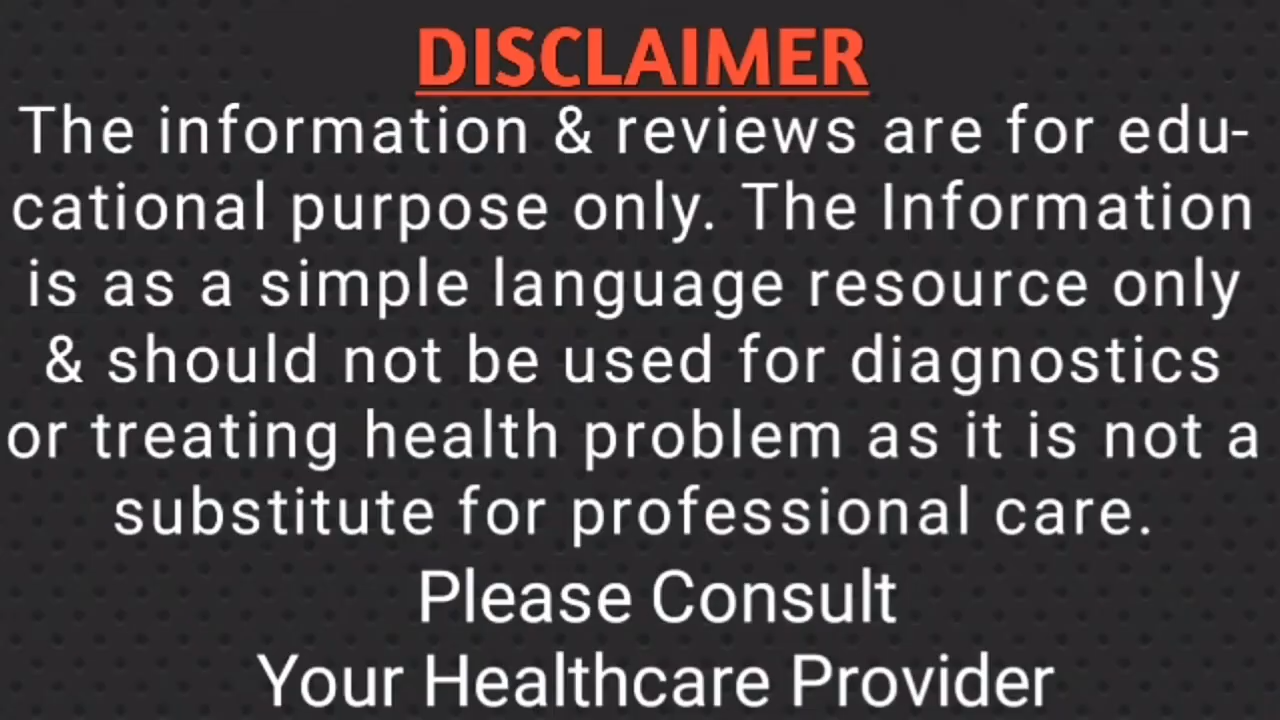 DISCLAIMER
The information & reviews are for edu-
cational purpose only. The Information
is as a simple language resource only
& should not be used for diagnostics
or treating health problem as it is not a
substitute for professional care.
Please Consult
Your Healthcare Provider